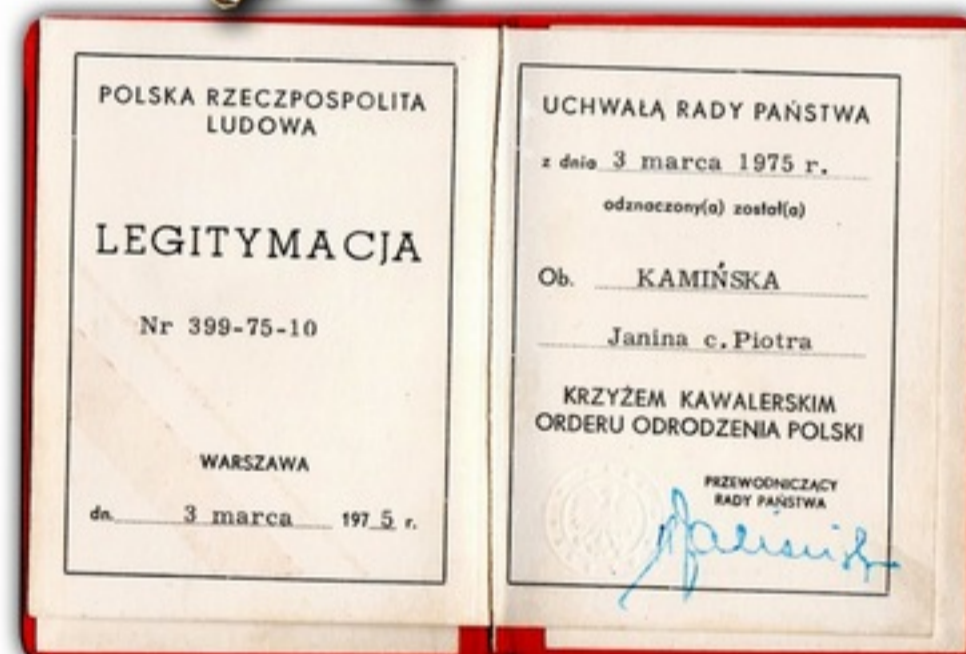 POLSKA RZECZPOSPOLITA
LUDOWA
LEGITYMACJA
Nr 399-75-10
WARSZAWA
dn. 3 marca 1975 r.
UCHWAŁĄ RADY PAŃSTWA
z dnia 3 marca 1975 r.
odznaczony(a) został(a)
Ob. KAMIŃSKA
Janina c. Piotra
KRZYŻEM KAWALERSKIM
ORDERU ODRODZENIA POLSKI
PRZEWODNICZĄCY
RADY PAŃSTWA